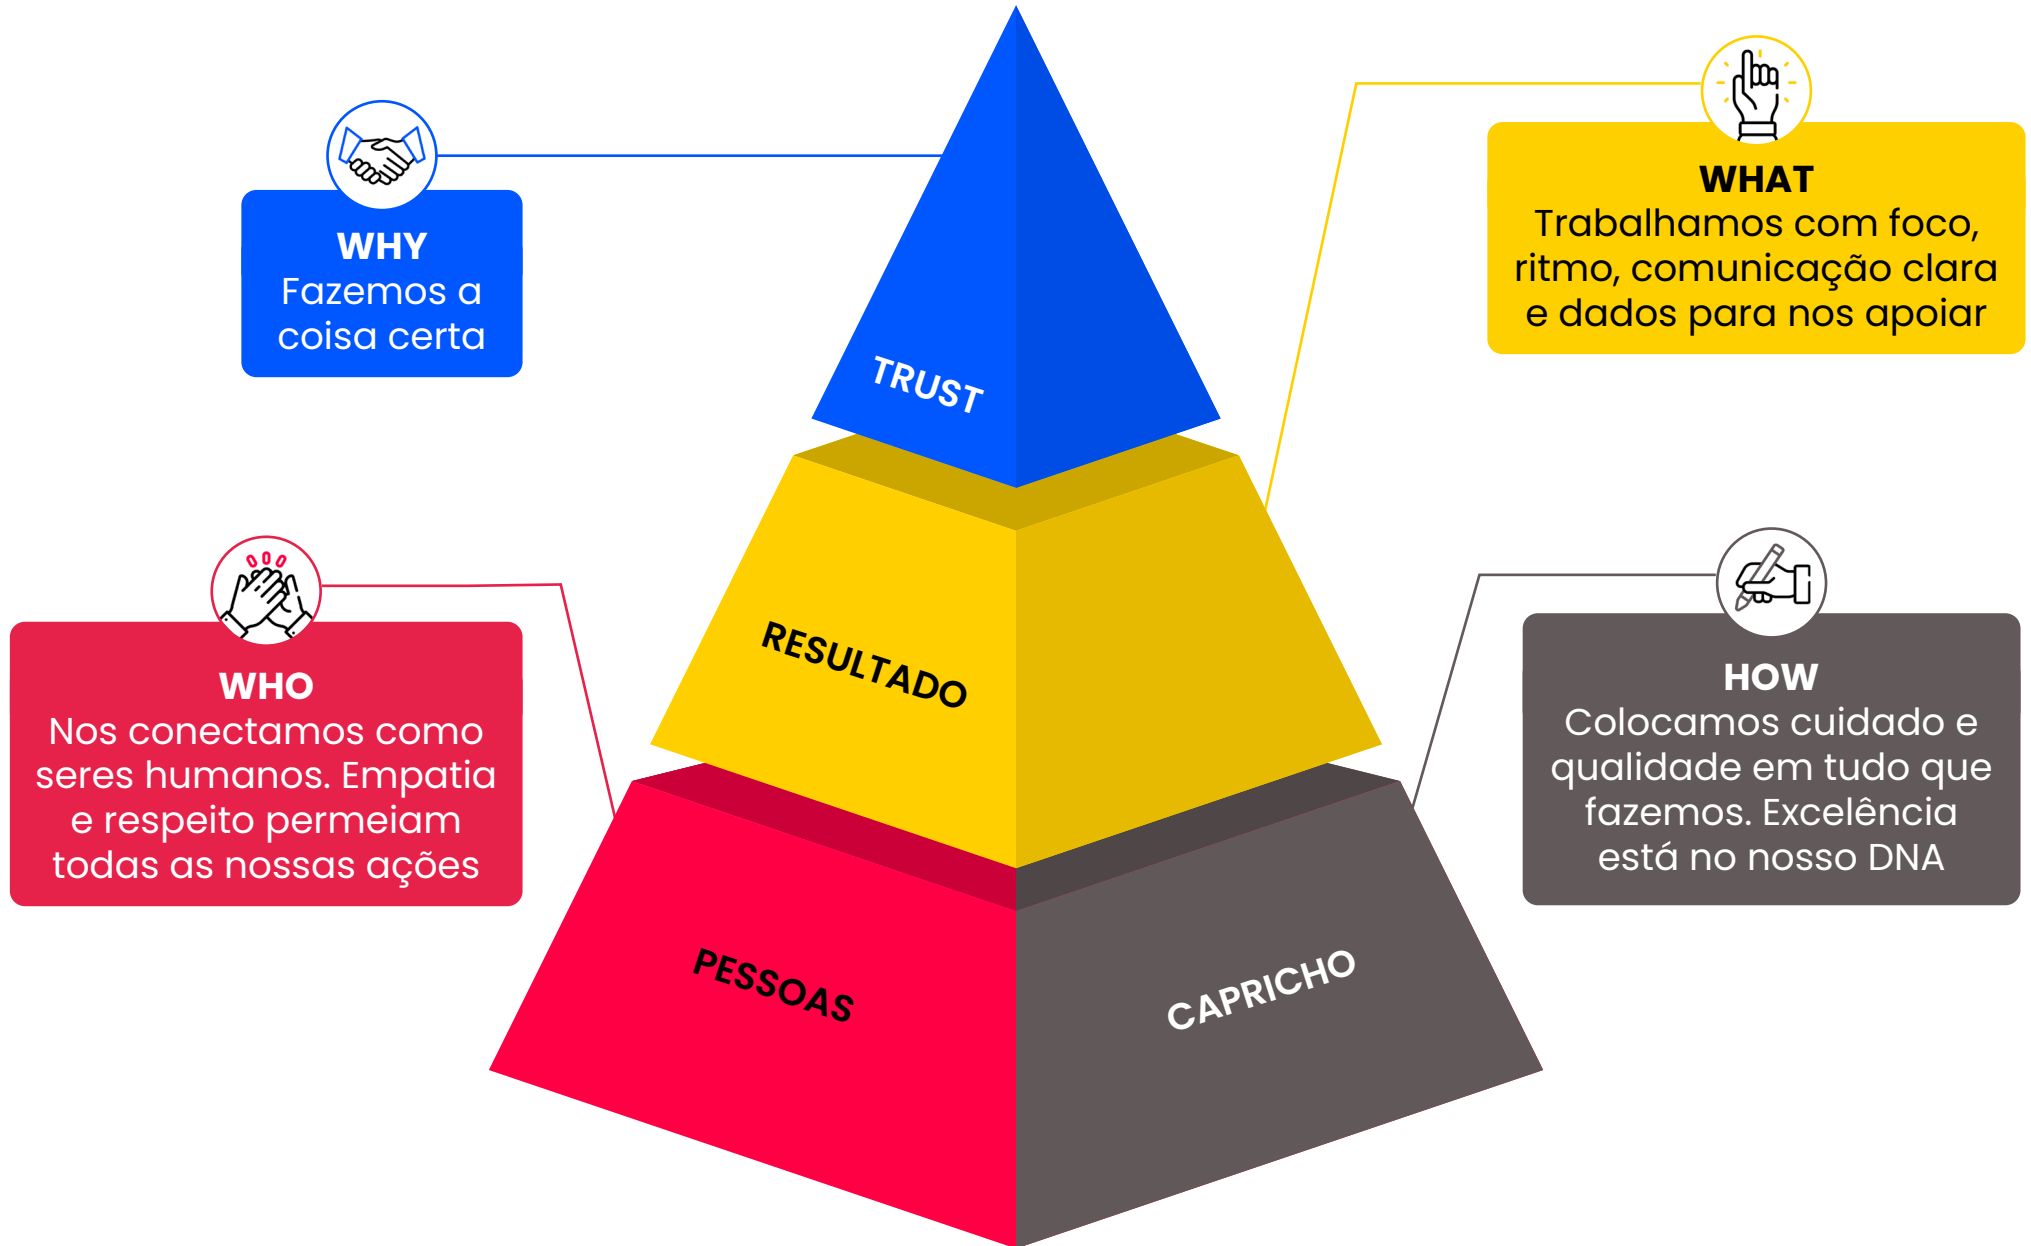 WHY
Fazemos a
coisa certa
WHAT
Trabalhamos com foco,
ritmo, comunicação clara
e dados para nos apoiar
TRUST
RESULTADO
WHO
Nos conectamos como
seres humanos. Empatia
e respeito permeiam
todas as nossas ações
HOW
Colocamos cuidado e
qualidade em tudo que
fazemos. Excelência
está no nosso DNA
PESSOAS
CAPRICHO